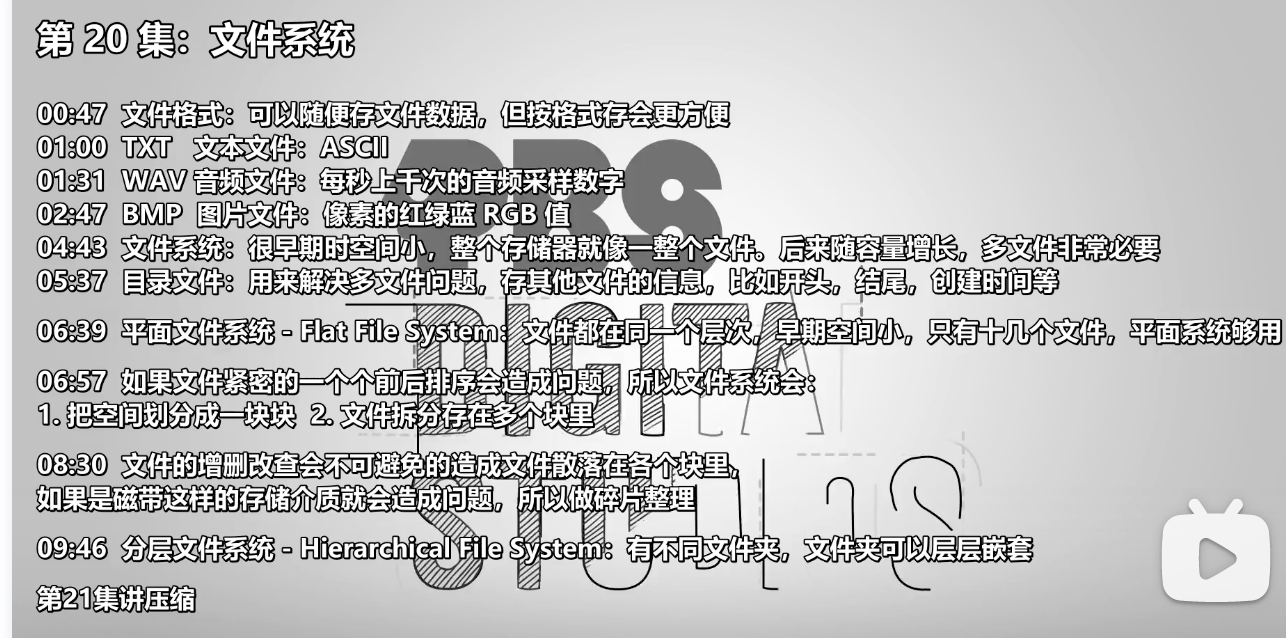 第 20 集：文件系统
00:47 文件格式：可以随便存文件数据，但按格式存会更方便
01:00 TXT 文本文件：ASCII
01:31 WAV 音频文件：每秒上千次的音频采样数字
02:47 BMP 图片文件：像素的红绿蓝 RGB 值
04:43 文件系统：很早期时空间小，整个存储器就像一整个文件。后来随容量增长，多文件非常必要
05:37 目录文件：用来解决多文件问题，存其他文件的信息，比如开头，结尾，创建时间等
06:39 平面文件系统 - Flat File System：文件都在同一个层次，早期空间小，只有十几个文件，平面系统够用
06:57 如果文件紧密的一个个前后排序会造成问题，所以文件系统会：
1. 把空间划分成一块块 2. 文件拆分存在多个块里
08:30 文件的增删改查会不可避免的造成文件散落在各个块里，
如果是磁带这样的存储介质就会造成问题，所以做碎片整理
09:46 分层文件系统 - Hierarchical File System：有不同文件夹，文件夹可以层层嵌套
第21集讲压缩
PBS
DIGITAL
STUDIOS